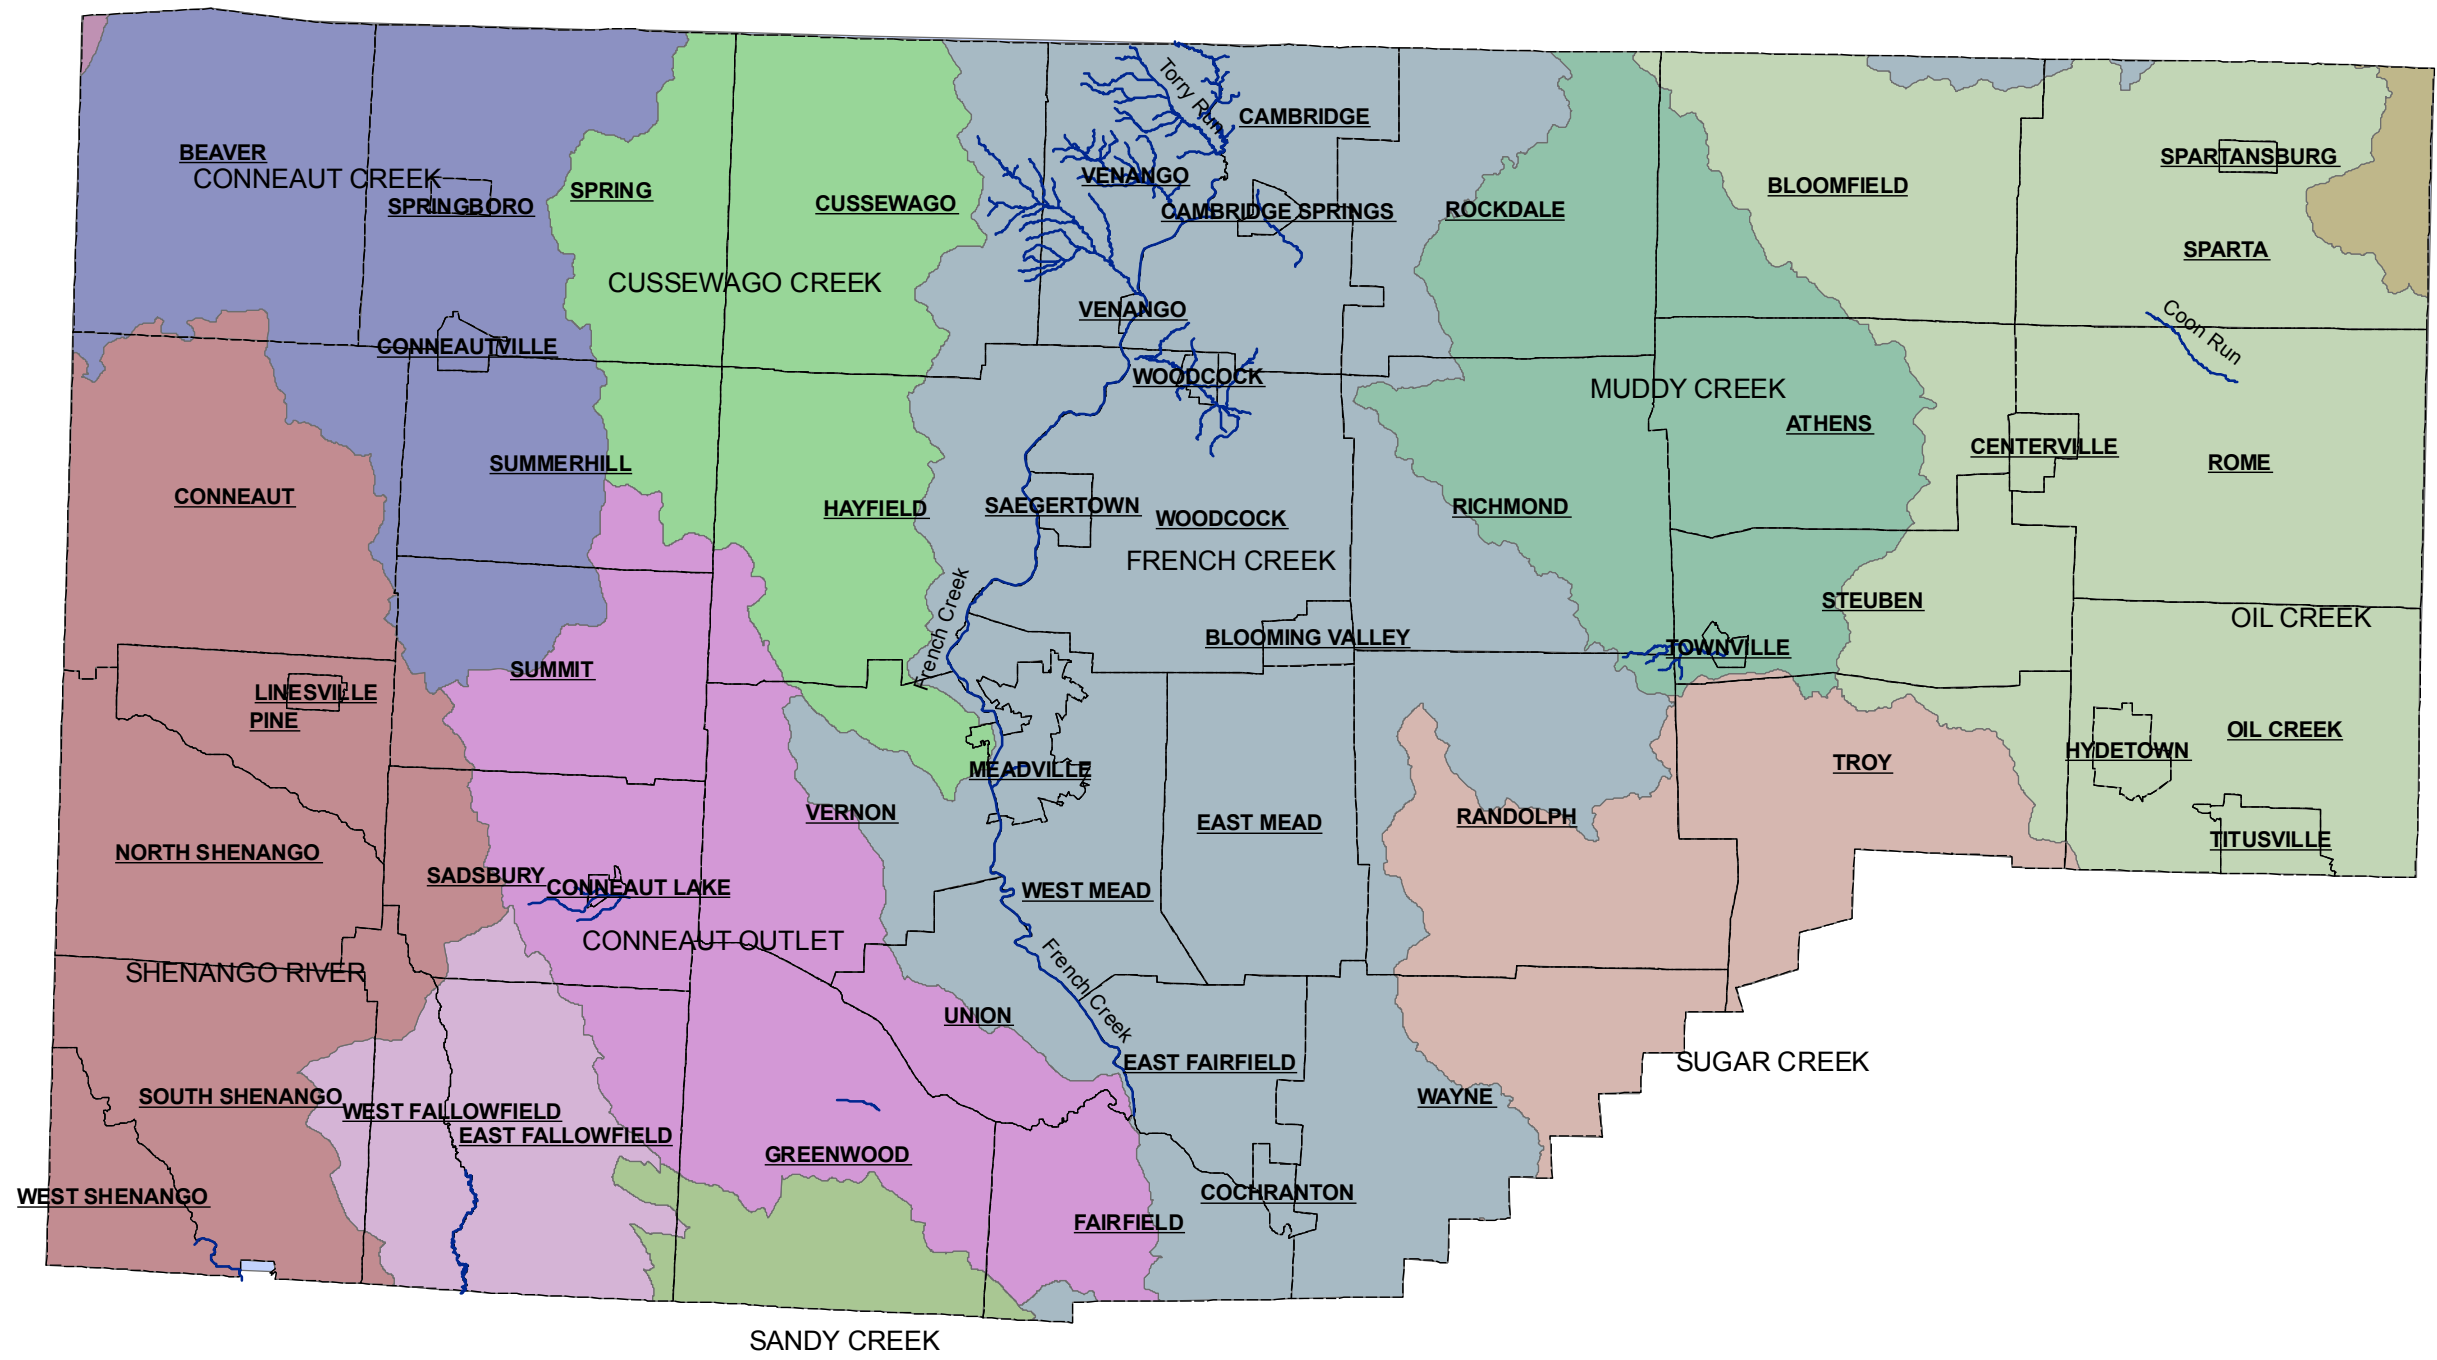 Torry Run
CAMBRIDGE
BEAVER
CONNEAUT CREEK
SPARTANSBURG
VENANGO
SPRING
BLOOMFIELD
CUSSEWAGO
SPRINGBORO
CAMBRIDGE SPRINGS
ROCKDALE
SPARTA
CUSSEWAGO CREEK
VENANGO
Coon Run
CONNEAUTVILLE
WOODCOCK
MUDDY CREEK
ATHENS
CENTERVILLE
SUMMERHILL
ROME
CONNEAUT
HAYFIELD
SAEGERTOWN
WOODCOCK
RICHMOND
FRENCH CREEK
French Creek
STEUBEN
OIL CREEK
BLOOMING VALLEY
TOWNVILLE
SUMMIT
LINESVILLE
PINE
OIL CREEK
HYDETOWN
MEADVILLE
TROY
VERNON
RANDOLPH
EAST MEAD
TITUSVILLE
NORTH SHENANGO
SADSBURY
CONNEAUT LAKE
WEST MEAD
CONNEAUT OUTLET
SHENANGO RIVER
French Creek
UNION
EAST FAIRFIELD
SUGAR CREEK
SOUTH SHENANGO
WAYNE
WEST FALLOWFIELD
EAST FALLOWFIELD
GREENWOOD
WEST SHENANGO
COCHRANTON
FAIRFIELD
SANDY CREEK